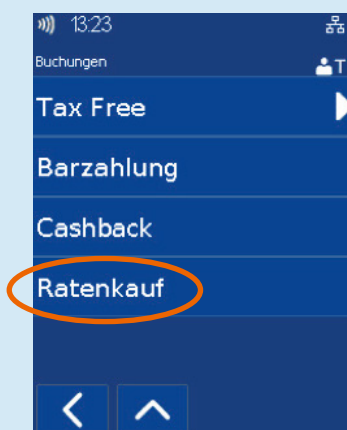 13:23
Buchungen
T
Tax Free
Barzahlung
Cashback
Ratenkauf